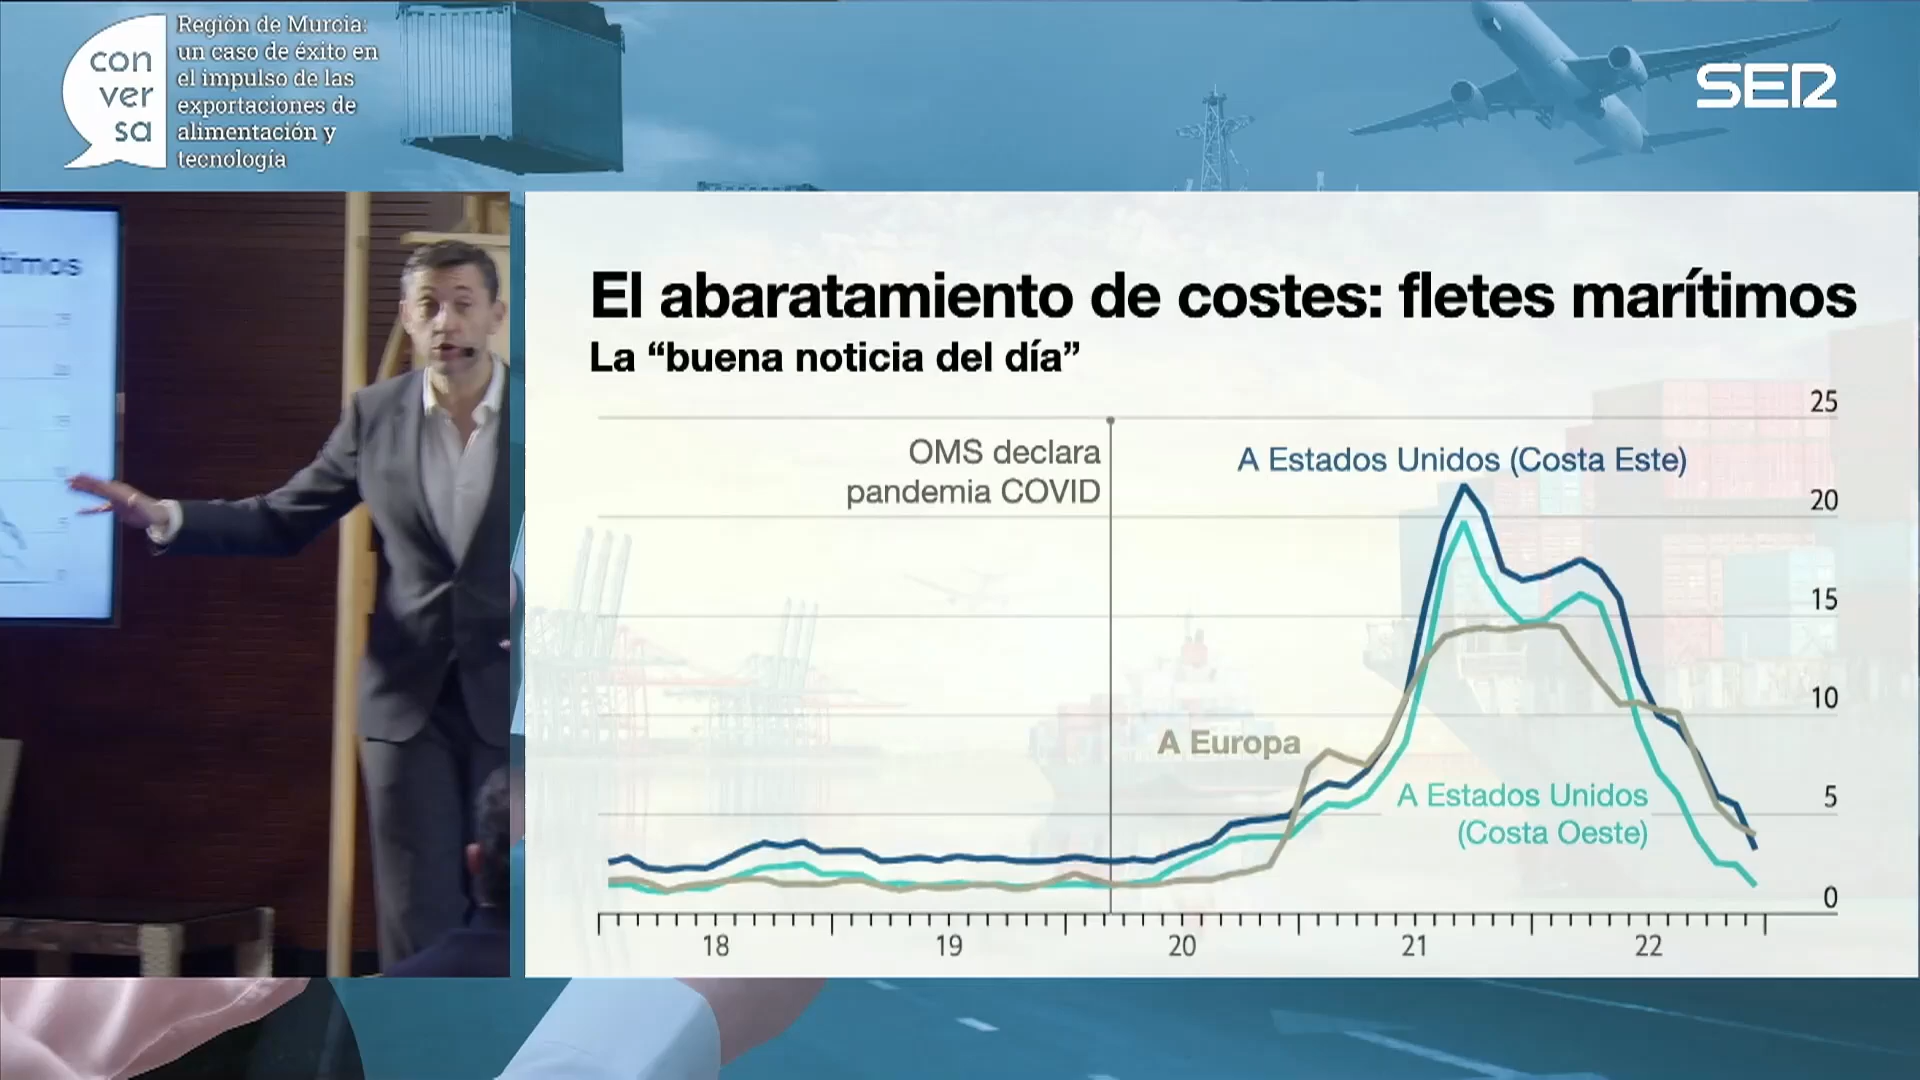 con
ver
sa
Región de Murcia:
un caso de éxito en
el impulso de las
exportaciones de
alimentación y
tecnología
SER
timos
El abaratamiento de costes: fletes marítimos
La “buena noticia del día”
25
OMS declara
pandemia COVID
A Estados Unidos (Costa Este)
20
15
10
A Europa
A Estados Unidos
(Costa Oeste)
5
0
18 19 20 21 22